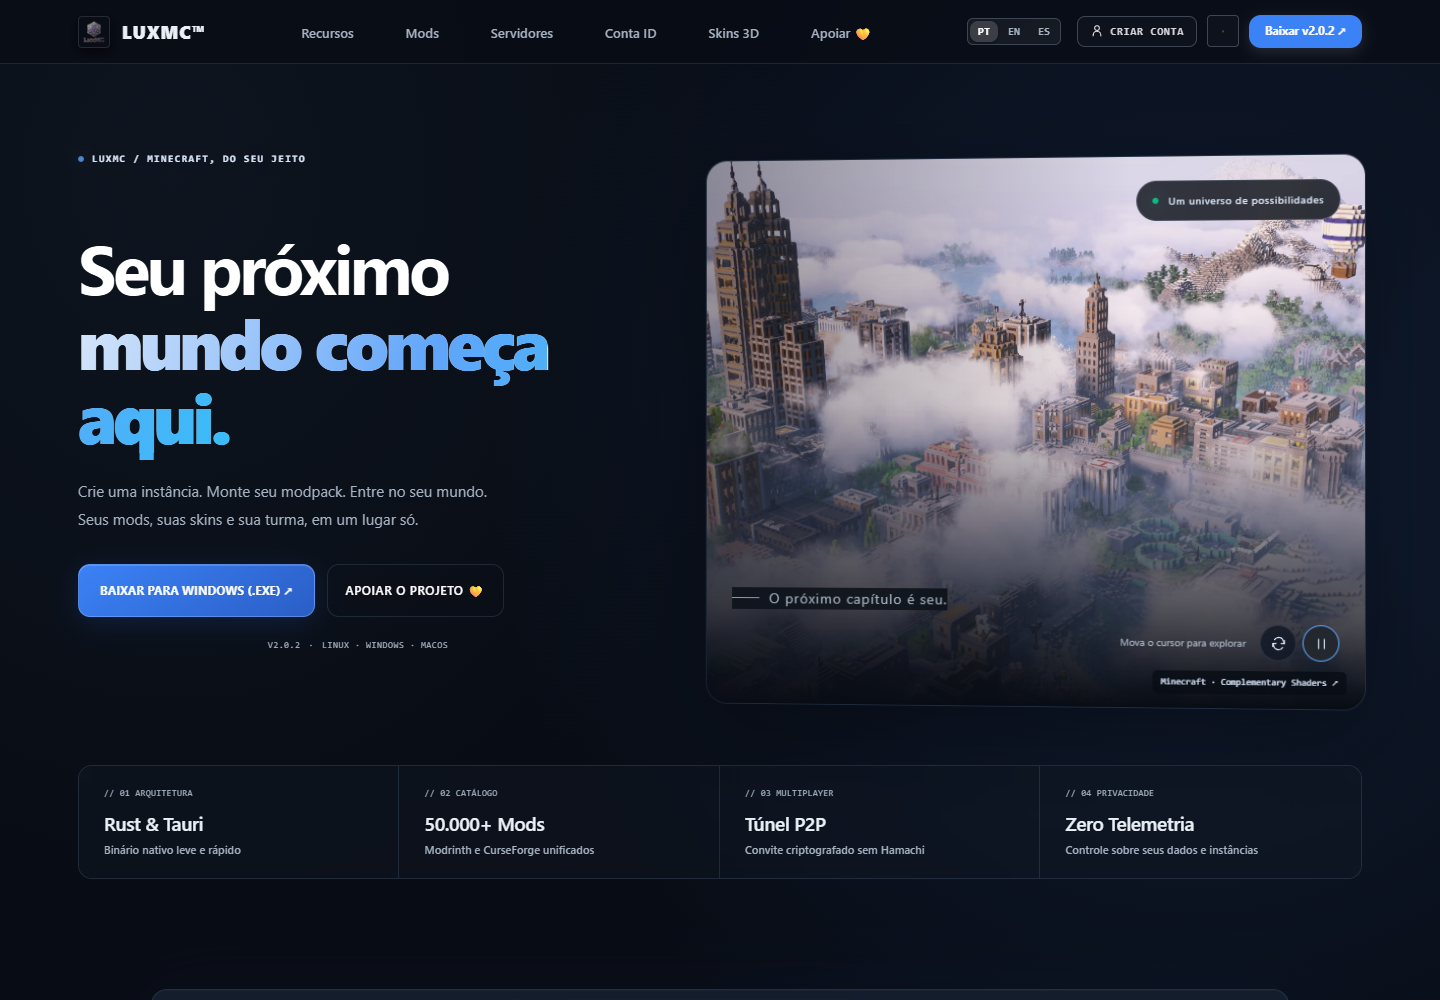 LUXMC™
Recursos
Mods
Servidores
Conta ID
Skins 3D
Apoiar 💛
PT EN ES
CRIAR CONTA
Baixar v2.0.2 ↗
LUXMC / MINECRAFT, DO SEU JEITO
Seu próximo
mundo começa
aqui.
Crie uma instância. Monte seu modpack. Entre no seu mundo.
Seus mods, suas skins e sua turma, em um lugar só.
BAIXAR PARA WINDOWS (.EXE) ↗
APOIAR O PROJETO 💛
V2.0.2 · LINUX · WINDOWS · MACOS
Um universo de possibilidades
O próximo capítulo é seu.
Mova o cursor para explorar
Minecraft · Complementary Shaders ↗
// 01 ARQUITETURA
Rust & Tauri
Binário nativo leve e rápido
// 02 CATÁLOGO
50.000+ Mods
Modrinth e CurseForge unificados
// 03 MULTIPLAYER
Túnel P2P
Convite criptografado sem Hamachi
// 04 PRIVACIDADE
Zero Telemetria
Controle sobre seus dados e instâncias